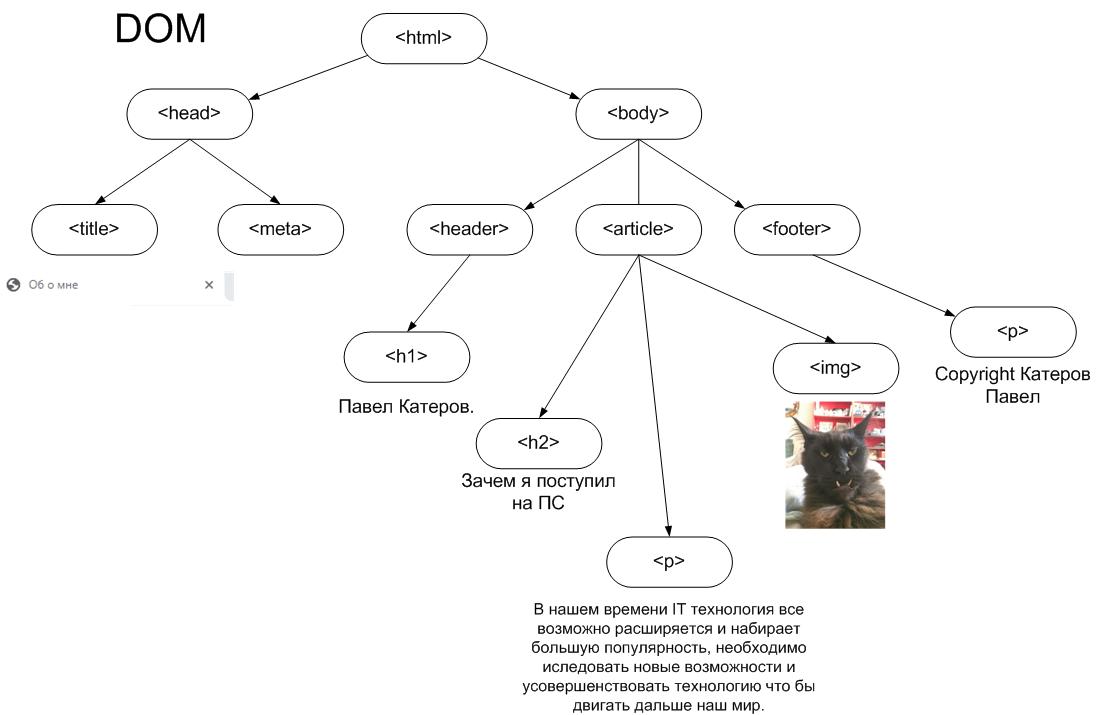 DOM
<html>
<head>
<body>
<title>
<meta>
<header>
<article>
<footer>
Об о мне
<h1>
Павел Катеров.
<h2>
Зачем я поступил
на ПС
<img>
<p>
Copyright Катеров
Павел
<p>
В нашем времени IT технология все
возможно расширяется и набирает
большую популярность, необходимо
иследовать новые возможности и
усовершенствовать технологию что бы
двигать дальше наш мир.